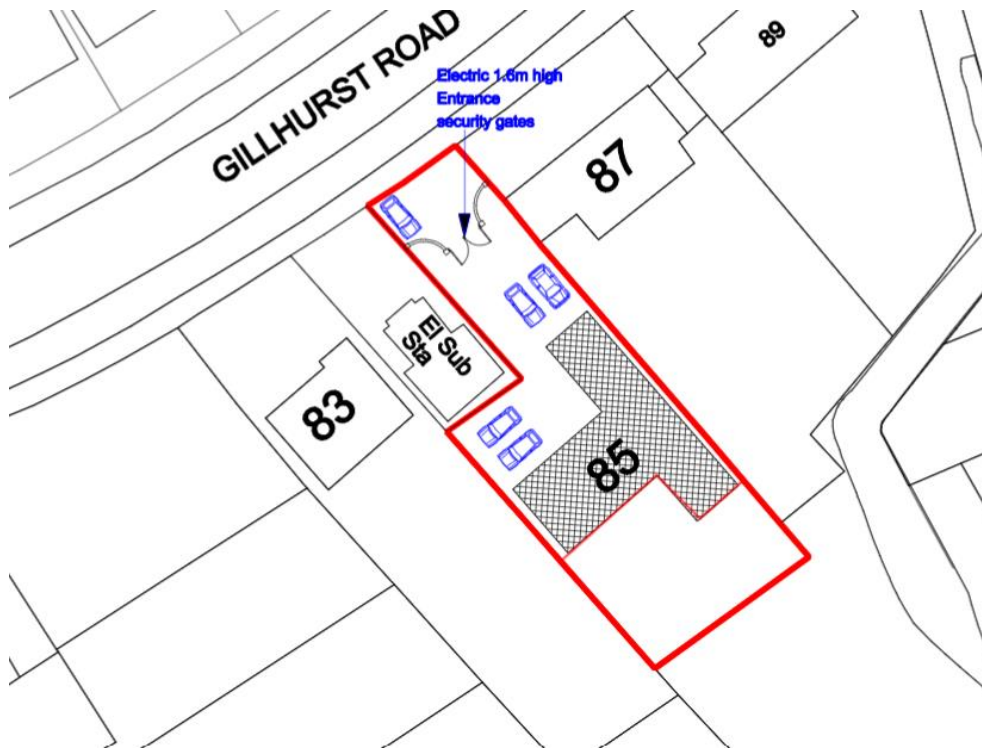 GILLHURST ROAD
89
Electric 1.6m high
Entrance
security gates
87
El Sub
Sta
83
85